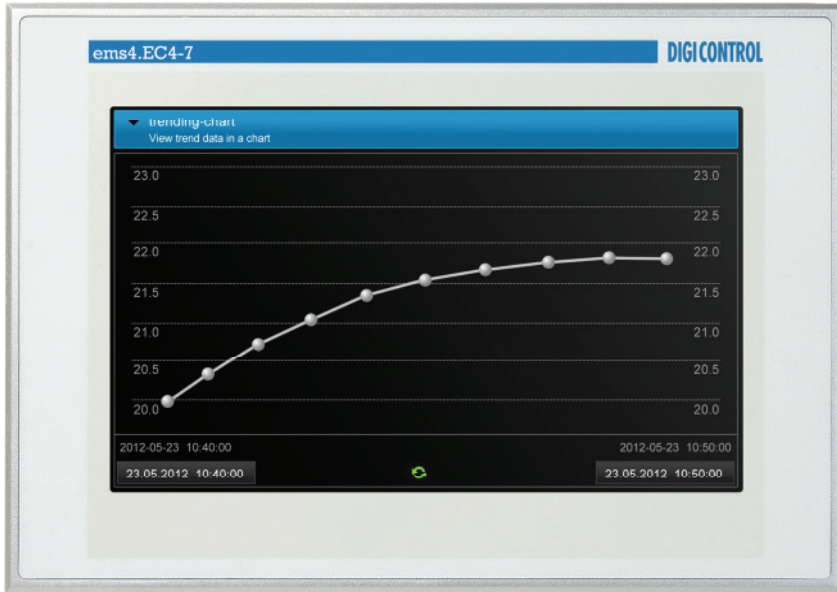 ems4.EC4-7
DIGICONTROL
trending-chart
View trend data in a chart
23.0 23.0
22.5 22.5
22.0 22.0
21.5 21.5
21.0 21.0
20.5 20.5
20.0 20.0
2012-05-23 10:40:00 2012-05-23 10:50:00
23.05.2012 10:40:00 23.05.2012 10:50:00